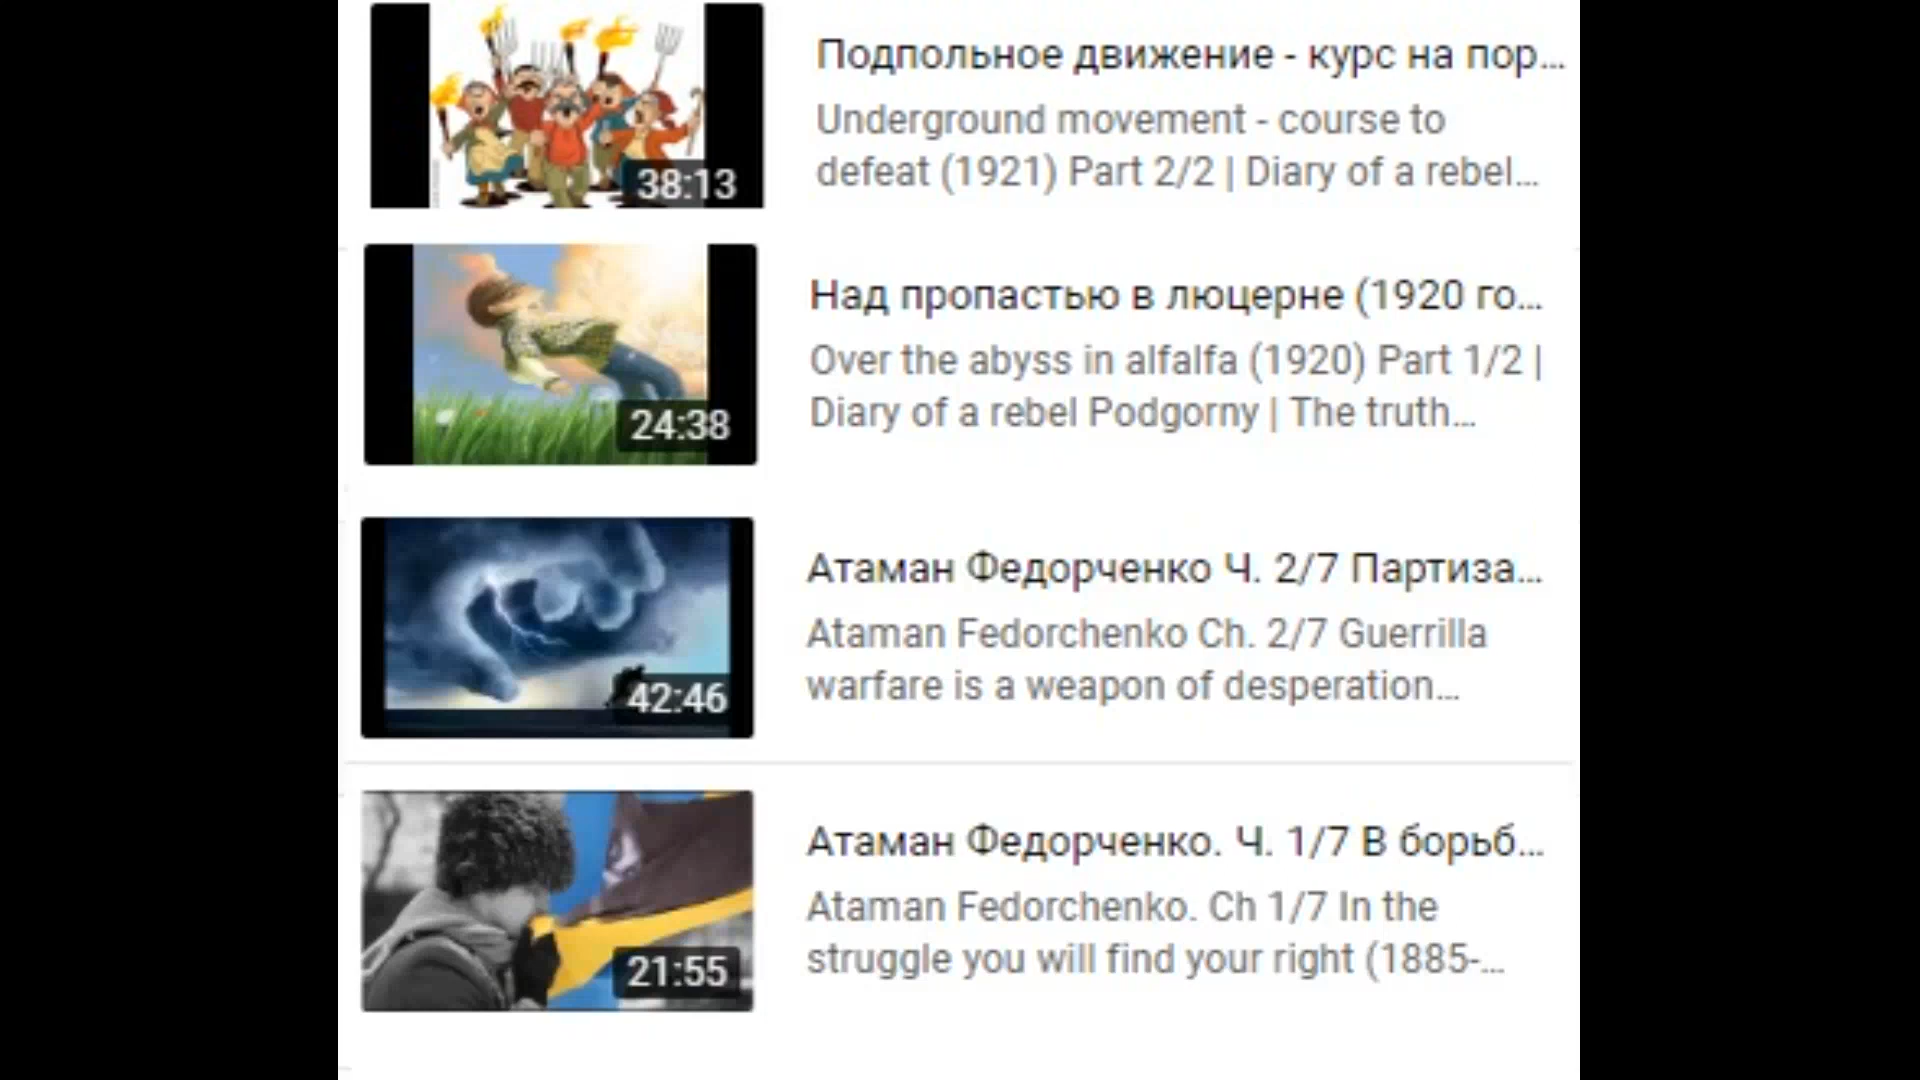 Подпольное движение - курс на пор...
Underground movement - course to
defeat (1921) Part 2/2 | Diary of a rebel...
38:13
Над пропастью в люцерне (1920 го...
Over the abyss in alfalfa (1920) Part 1/2 |
Diary of a rebel Podgorny | The truth...
24:38
Атаман Федорченко Ч. 2/7 Партиза...
Ataman Fedorchenko Ch. 2/7 Guerrilla
warfare is a weapon of desperation...
42:46
Атаман Федорченко. Ч. 1/7 В борьб...
Ataman Fedorchenko. Ch 1/7 In the
struggle you will find your right (1885-...
21:55